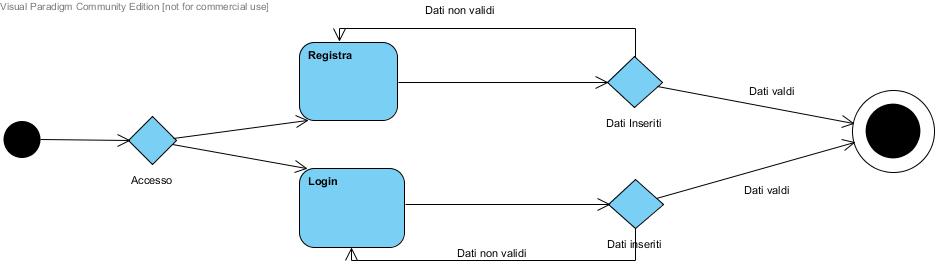 Visual Paradigm Community Edition [not for commercial use]
Dati non validi
Registra
Dati valdi
Dati Inseriti
Accesso
Login
Dati valdi
Dati inseriti
Dati non validi